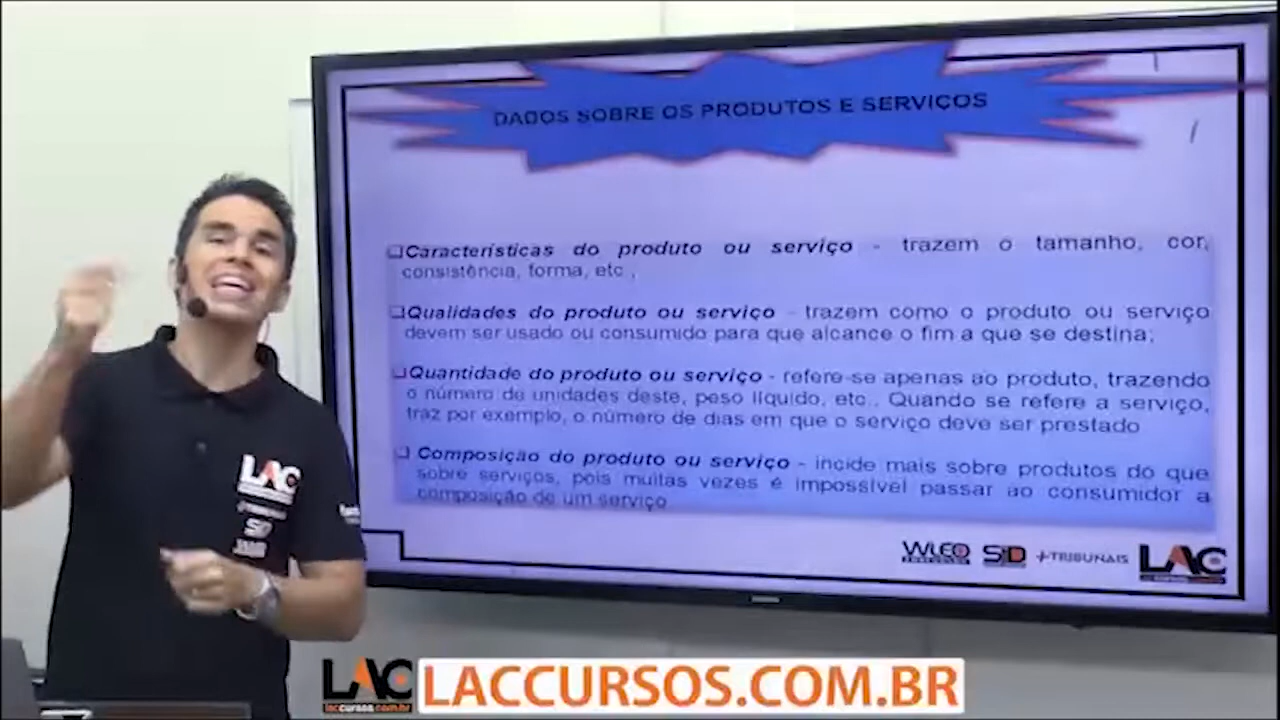 DADOS SOBRE OS PRODUTOS E SERVIÇOS
❑Características do produto ou serviço - trazem o tamanho, cor,
consistência, forma, etc.,
❑Qualidades do produto ou serviço - trazem como o produto ou serviço
devem ser usado ou consumido para que alcance o fim a que se destina;
❑Quantidade do produto ou serviço - refere-se apenas ao produto, trazendo
o número de unidades deste, peso líquido, etc.. Quando se refere a serviço,
traz por exemplo, o número de dias em que o serviço deve ser prestado
❑ Composição do produto ou serviço - incide mais sobre produtos do que
sobre serviços, pois muitas vezes é impossível passar ao consumidor a
composição de um serviço
WLEO SD +TRIBUNAIS LAC
LAC
LAC LACCURSOS.COM.BR
laccursos.com.br